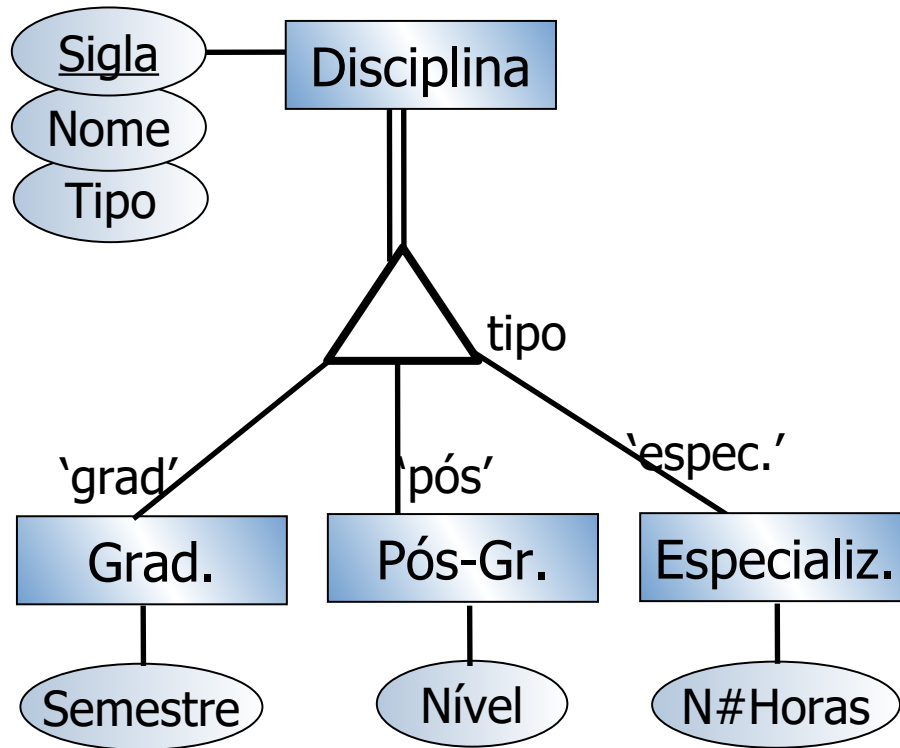 Sigla
Disciplina
Nome
Tipo
tipo
‘grad’
‘pós’
‘espec.’
Grad.
Pós-Gr.
Especializ.
Semestre
Nível
N#Horas